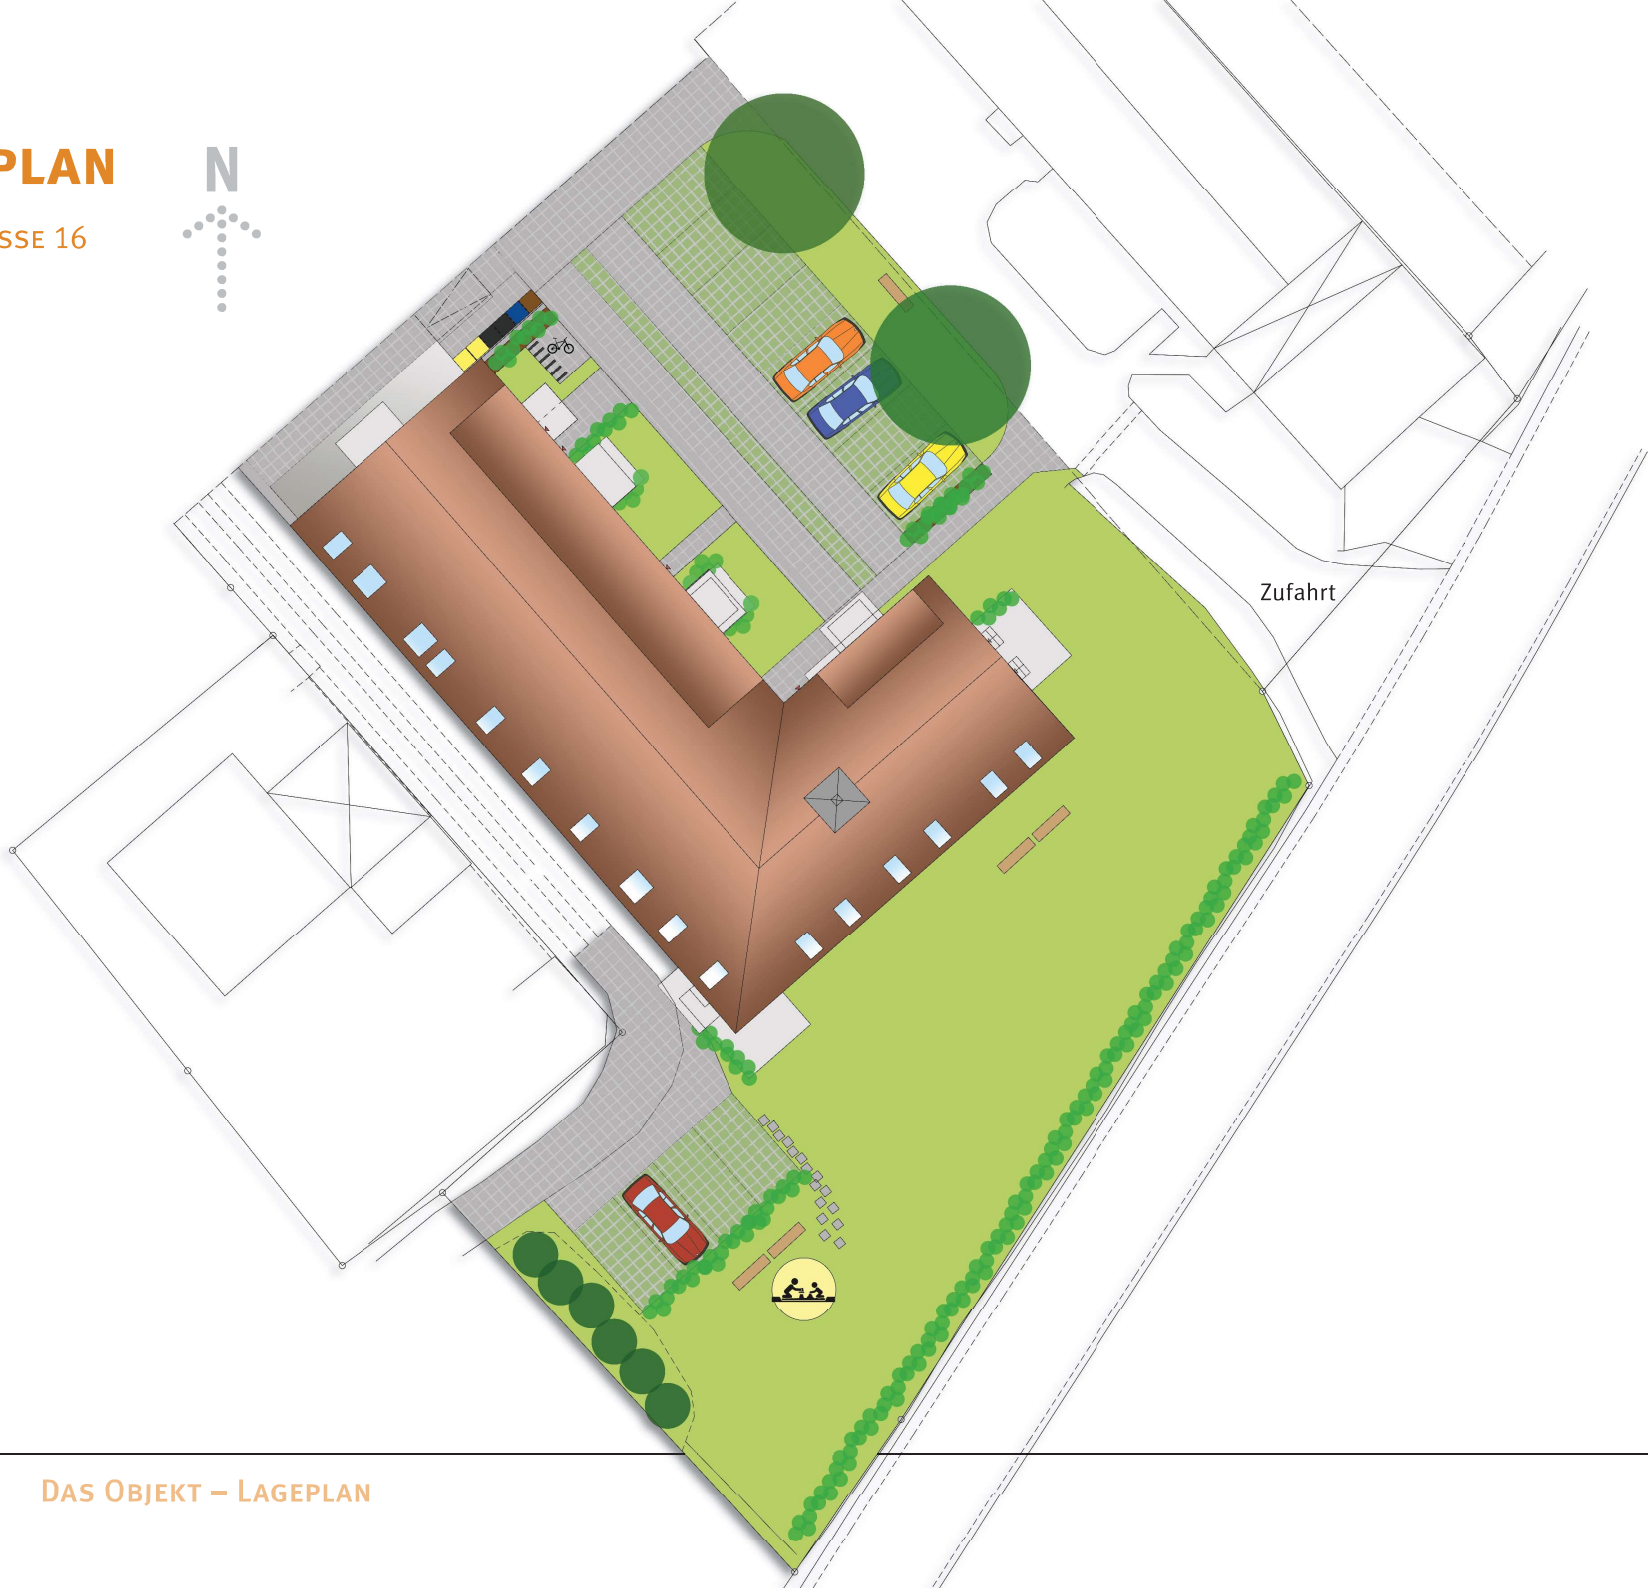 PLAN
N
SSE 16
Zufahrt
DAS OBJEKT – LAGEPLAN